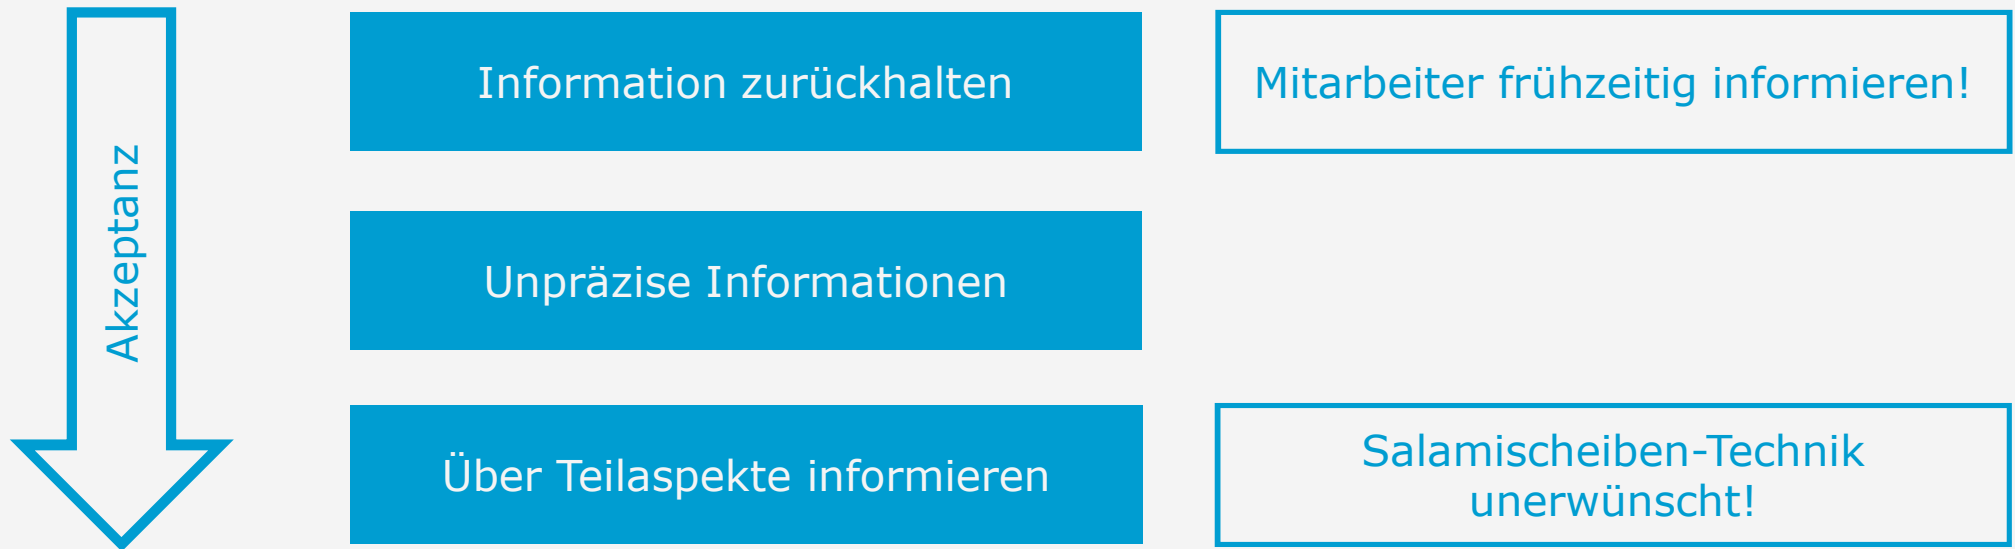 Akzeptanz
Information zurückhalten
Mitarbeiter frühzeitig informieren!
Unpräzise Informationen
Über Teilaspekte informieren
Salamischeiben-Technik
unerwünscht!